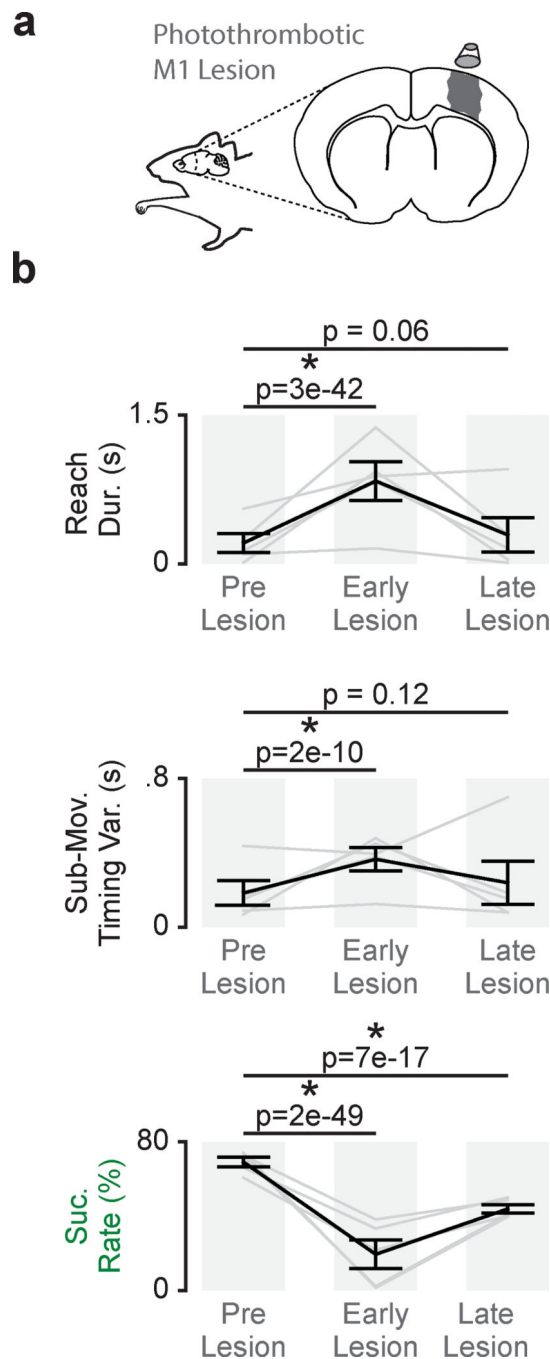 a
Photothrombotic
M1 Lesion
b
p = 0.06
*
p=3e-42
1.5
Reach
Dur. (s)
0
Pre
Lesion
Early
Lesion
Late
Lesion
p = 0.12
*
p=2e-10
.8
Sub-Mov.
Timing Var. (s)
0
Pre
Lesion
Early
Lesion
Late
Lesion
*
p=7e-17
*
p=2e-49
80
Suc.
Rate (%)
0
Pre
Lesion
Early
Lesion
Late
Lesion